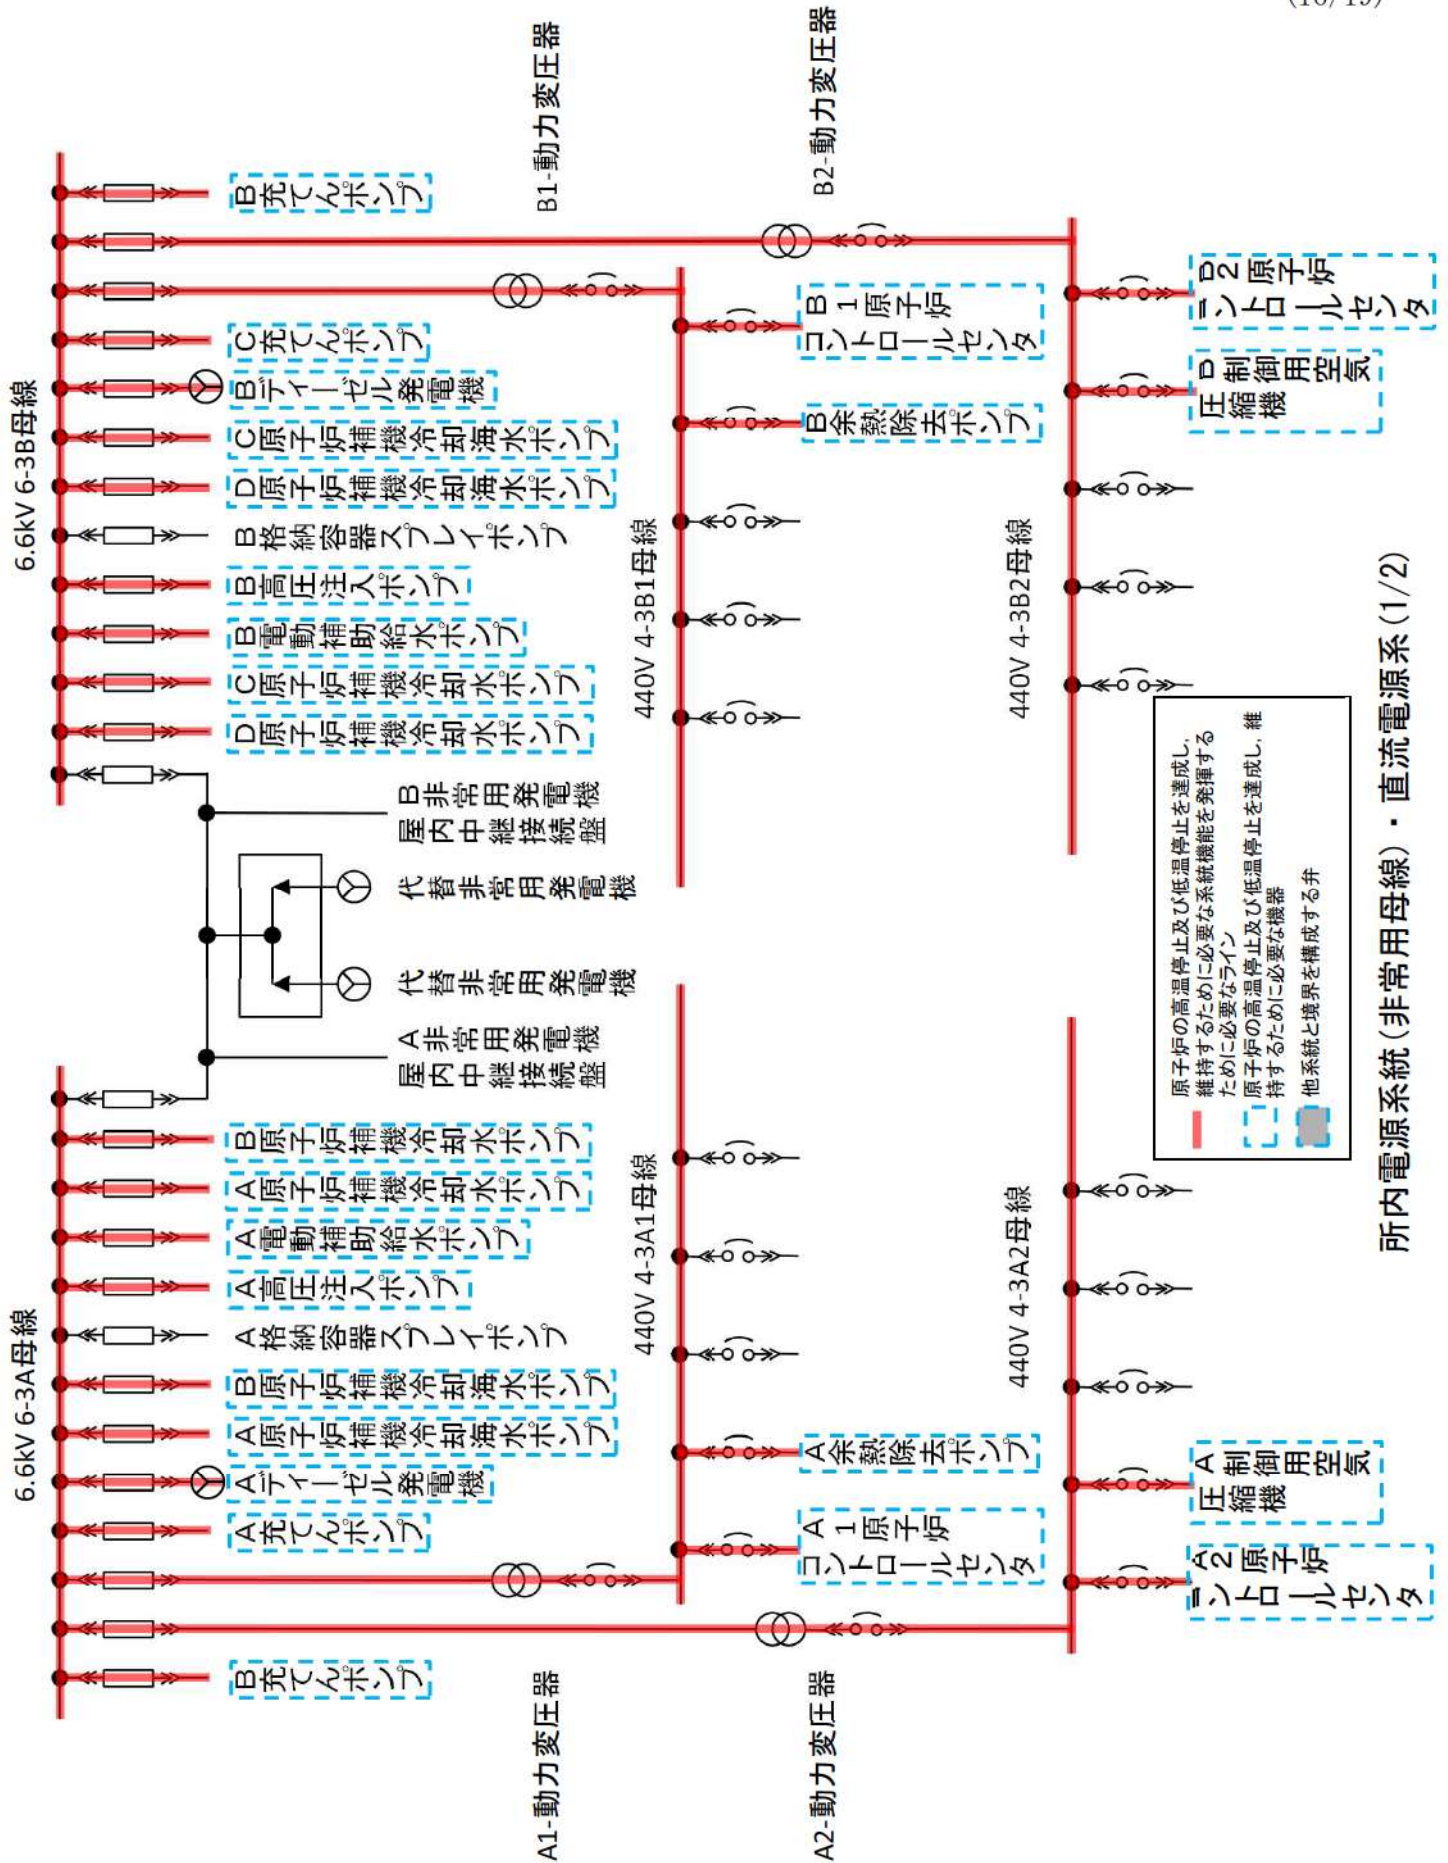 6.6kV 6-3A母線
6.6kV 6-3B母線
B充てんポンプ
A充てんポンプ
Aディーゼル発電機
A原子炉補機冷却海水ポンプ
B原子炉補機冷却海水ポンプ
A格納容器スプレイポンプ
A高圧注入ポンプ
A電動補助給水ポンプ
A原子炉補機冷却水ポンプ
B原子炉補機冷却水ポンプ
A非常用発電機
屋内中継接続盤
代替非常用発電機
代替非常用発電機
B非常用発電機
屋内中継接続盤
D原子炉補機冷却水ポンプ
C原子炉補機冷却水ポンプ
B電動補助給水ポンプ
B高圧注入ポンプ
B格納容器スプレイポンプ
D原子炉補機冷却海水ポンプ
C原子炉補機冷却海水ポンプ
Bディーゼル発電機
C充てんポンプ
B充てんポンプ
A1-動力変圧器
B1-動力変圧器
440V 4-3A1母線
440V 4-3B1母線
A2-動力変圧器
A1原子炉
コントロールセンタ
A余熱除去ポンプ
B余熱除去ポンプ
B1原子炉
コントロールセンタ
B2-動力変圧器
440V 4-3A2母線
440V 4-3B2母線
A2原子炉
コントロールセンタ
A制御用空気
圧縮機
B制御用空気
圧縮機
B2原子炉
コントロールセンタ
原子炉の高温停止及び低温停止を達成し,
維持するために必要な系統機能を発揮する
ために必要なライン
原子炉の高温停止及び低温停止を達成し,維
持するために必要な機器
他系統と境界を構成する弁
所内電源系統(非常用母線)・直流電源系(1/2)